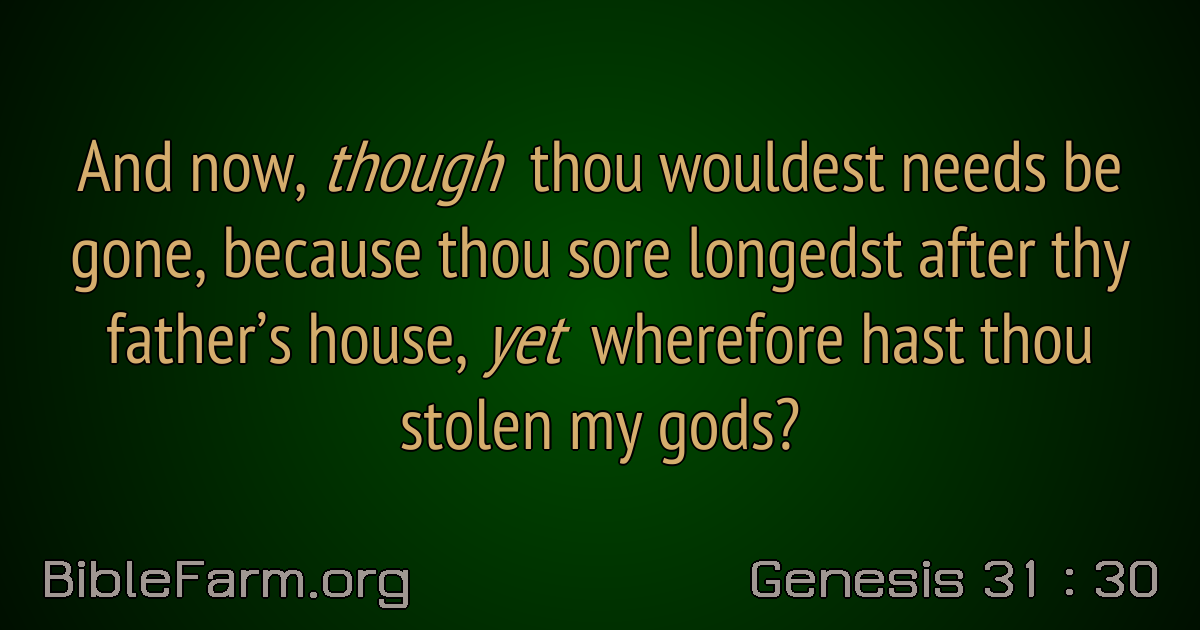 And now, though thou wouldest needs be
gone, because thou sore longedst after thy
father’s house, yet wherefore hast thou
stolen my gods?
BibleFarm.org
Genesis 31 : 30